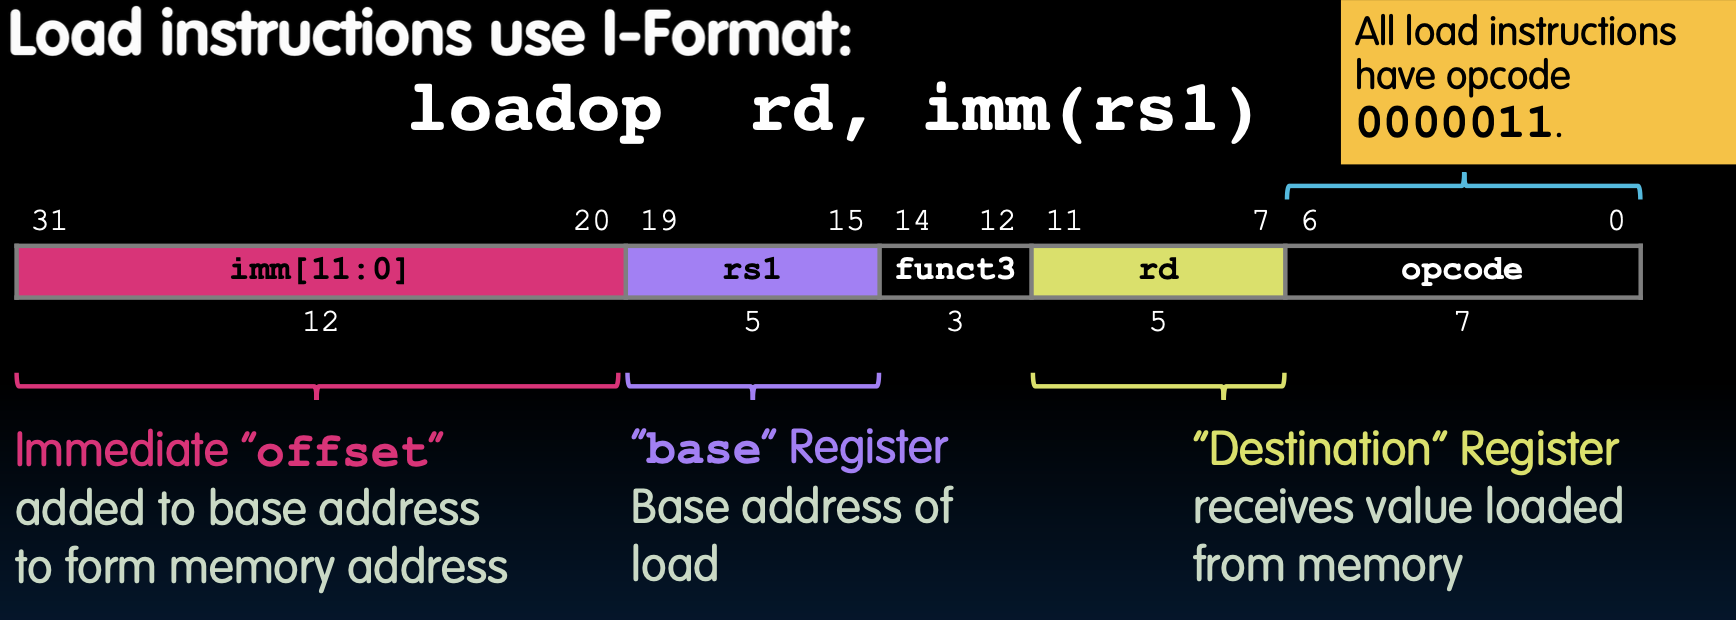 Load instructions use I-Format:
loadop rd, imm(rs1)
All load instructions
have opcode
0000011.
31 20 19 15 14 12 11 7 6 0
imm[11:0] rs1 funct3 rd opcode
12 5 3 5 7
Immediate "offset"
added to base address
to form memory address
"base" Register
Base address of
load
"Destination" Register
receives value loaded
from memory